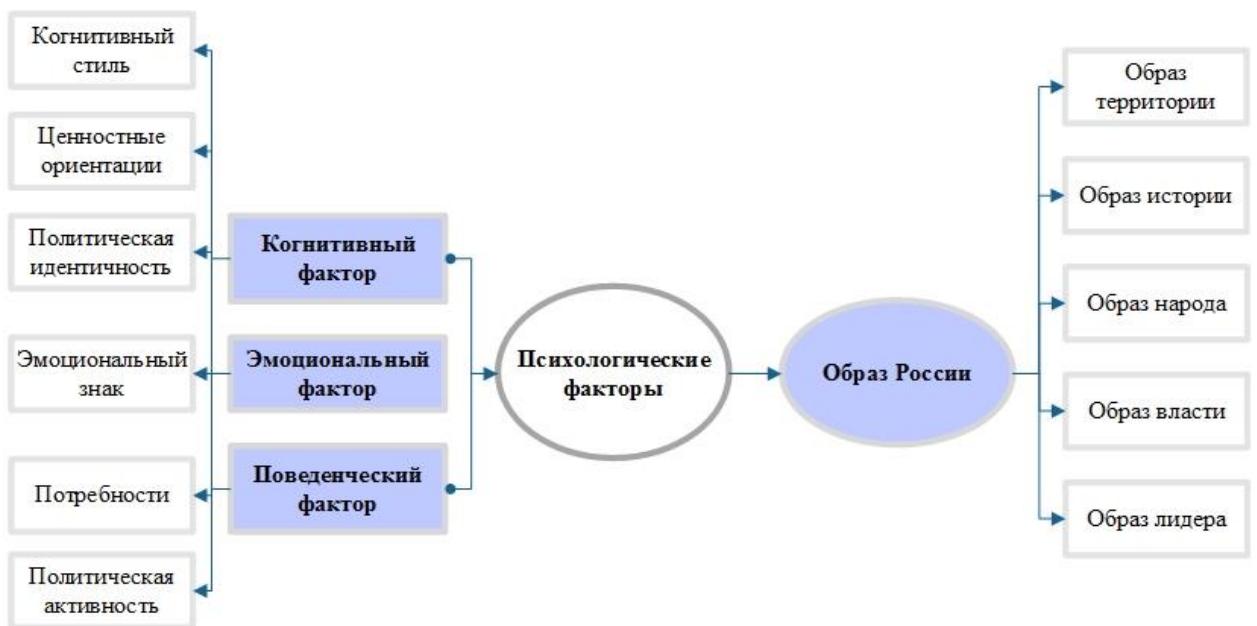 Когнитивный
стиль
Ценностные
ориентации
Политическая
идентичность
Эмоциональный
знак
Потребности
Политическая
активность
Когнитивный
фактор
Эмоциональный
фактор
Поведенческий
фактор
Психологические
факторы
Образ России
Образ
территории
Образ истории
Образ народа
Образ власти
Образ лидера